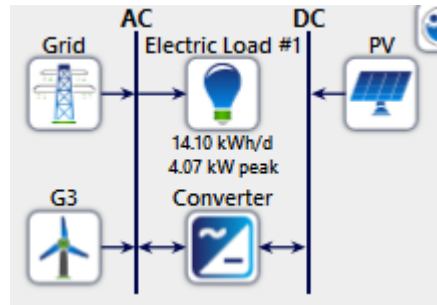 AC DC
Grid Electric Load #1 PV
14.10 kWh/d
4.07 kW peak
G3 Converter